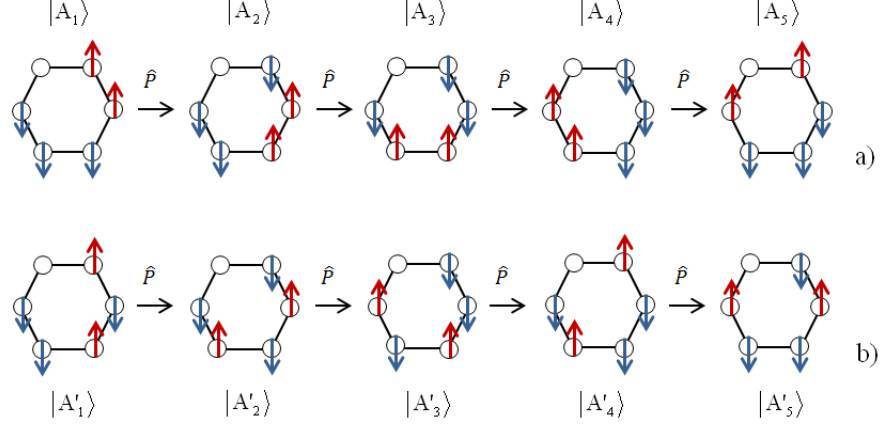 |A₁⟩ |A₂⟩ |A₃⟩ |A₄⟩ |A₅⟩
P̂ P̂ P̂ P̂
a)
P̂ P̂ P̂ P̂
b)
|A'₁⟩ |A'₂⟩ |A'₃⟩ |A'₄⟩ |A'₅⟩